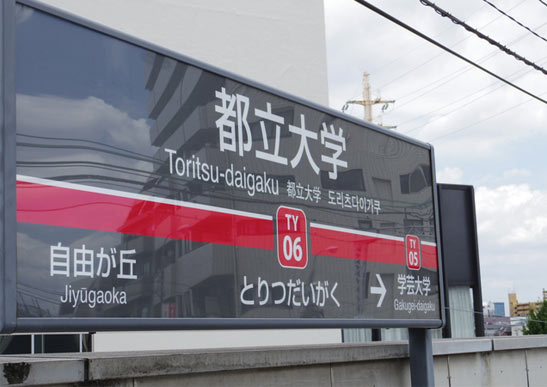 都立大学
Toritsu-daigaku 都立大学 도리츠다이가쿠
TY
06
TY
05
自由が丘
Jiyūgaoka
とりつだいがく
→ 学芸大学
Gakugei-daigaku